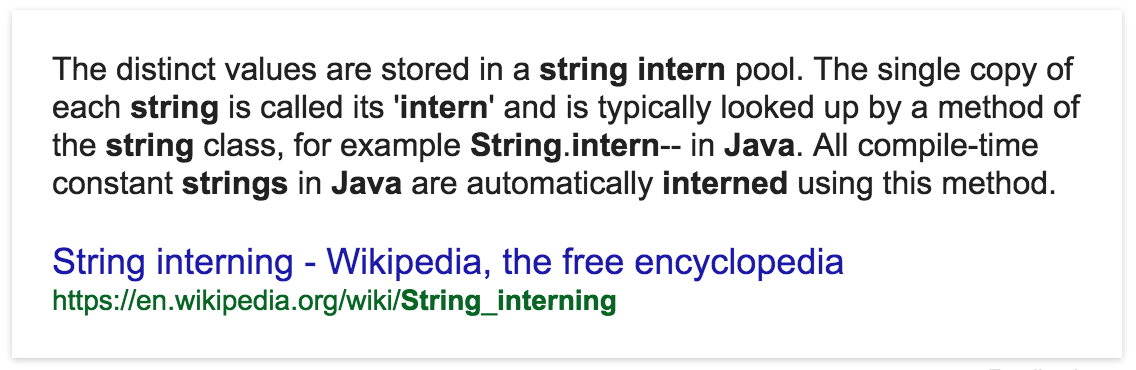 The distinct values are stored in a string intern pool. The single copy of
each string is called its 'intern' and is typically looked up by a method of
the string class, for example String.intern-- in Java. All compile-time
constant strings in Java are automatically interned using this method.
String interning - Wikipedia, the free encyclopedia
https://en.wikipedia.org/wiki/String_interning